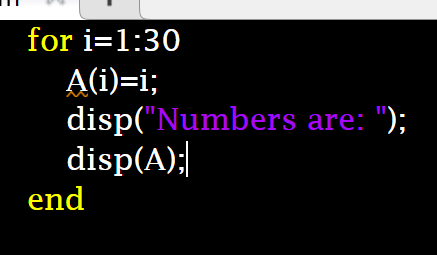 for i=1:30
A(i)=i;
disp("Numbers are: ");
disp(A);
end